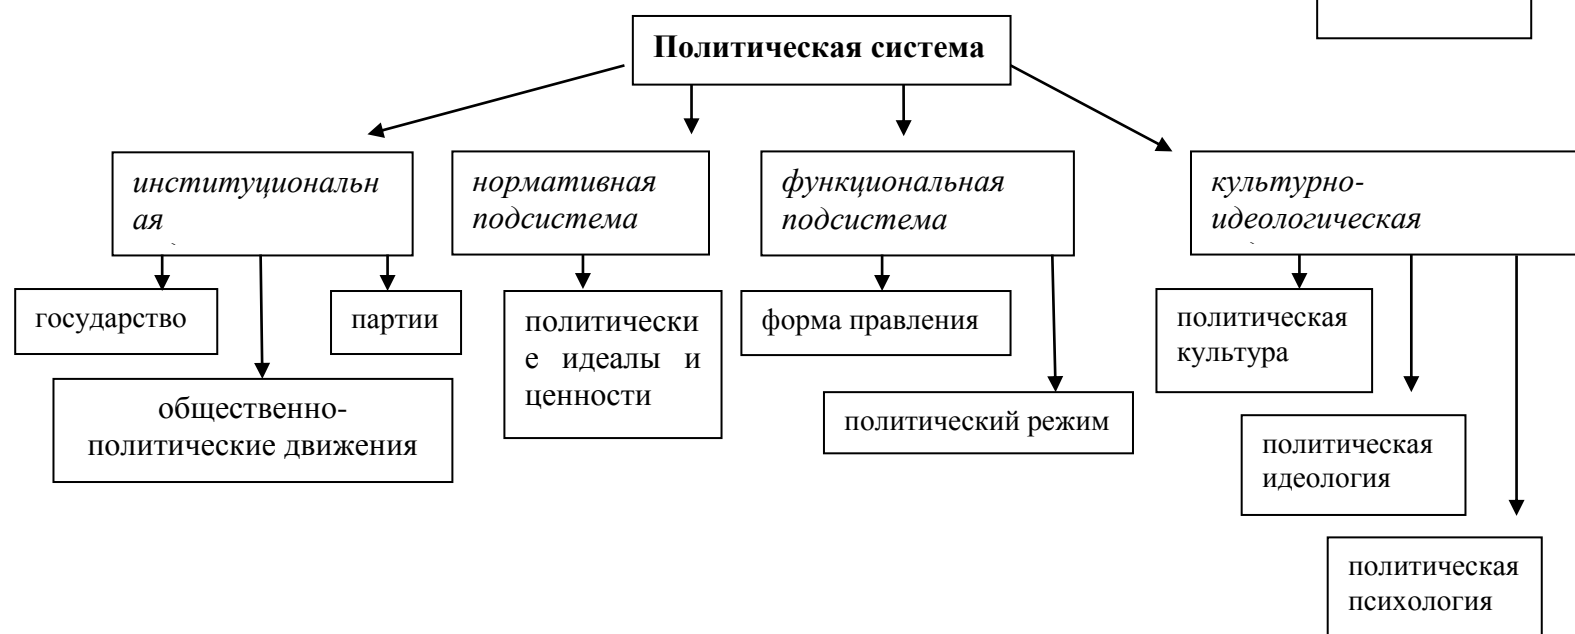 Политическая система
институциональн
ая
нормативная
подсистема
функциональная
подсистема
культурно-
идеологическая
государство
партии
общественно-
политические движения
политически
е идеалы и
ценности
форма правления
политический режим
политическая
культура
политическая
идеология
политическая
психология